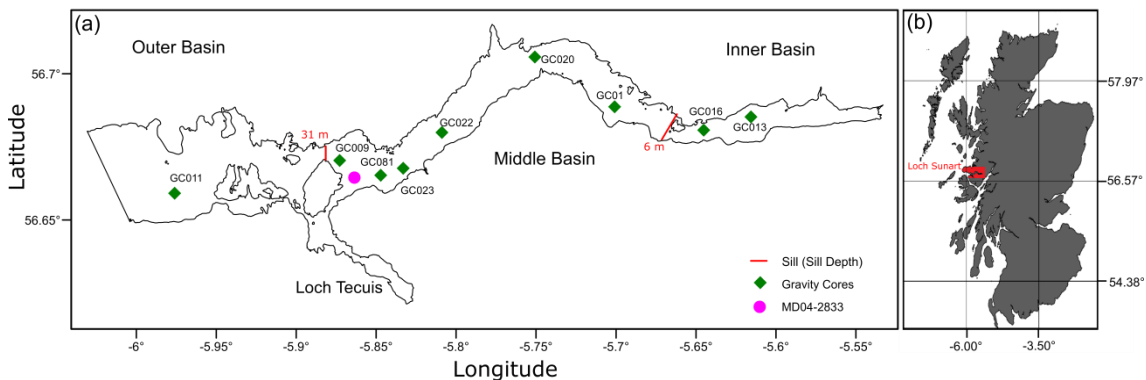 (a)
Outer Basin
Inner Basin
56.7°
GC020
GC01
GC016
GC013
GC022
31 m
6 m
GC009
GC081
GC023
Middle Basin
GC011
Latitude
56.65°
Loch Tecuis
Sill (Sill Depth)
Gravity Cores
MD04-2833
-6° -5.95° -5.9° -5.85° -5.8° -5.75° -5.7° -5.65° -5.6° -5.55°
Longitude
(b)
57.97°
Loch Sunart
56.57°
54.38°
-6.00° -3.50°